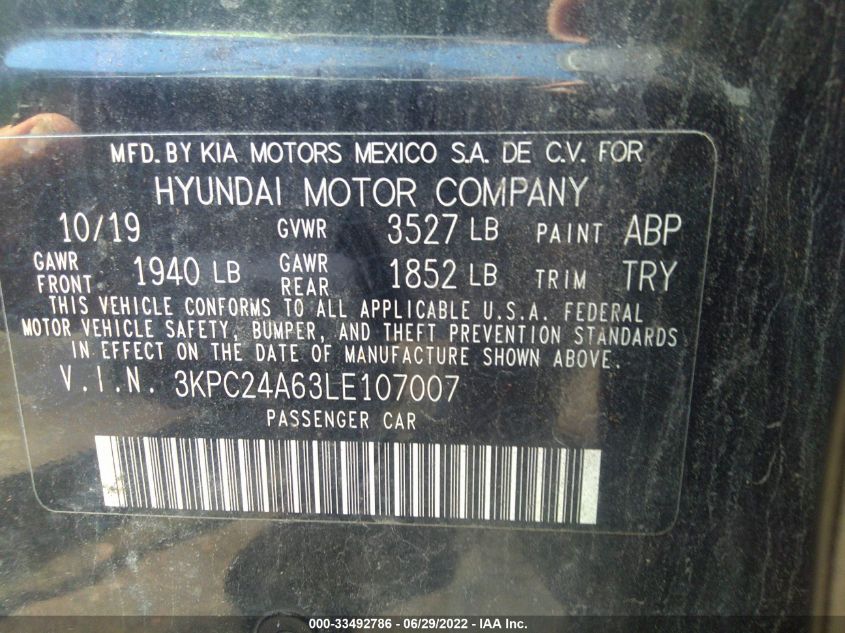 MFD. BY KIA MOTORS MEXICO S.A. DE C.V. FOR
HYUNDAI MOTOR COMPANY
10/19 GVWR 3527 LB PAINT ABP
GAWR FRONT 1940 LB GAWR REAR 1852 LB TRIM TRY
THIS VEHICLE CONFORMS TO ALL APPLICABLE U.S.A. FEDERAL
MOTOR VEHICLE SAFETY, BUMPER, AND THEFT PREVENTION STANDARDS
IN EFFECT ON THE DATE OF MANUFACTURE SHOWN ABOVE.
V.I.N. 3KPC24A63LE107007
PASSENGER CAR
000-33492786 - 06/29/2022 - IAA Inc.